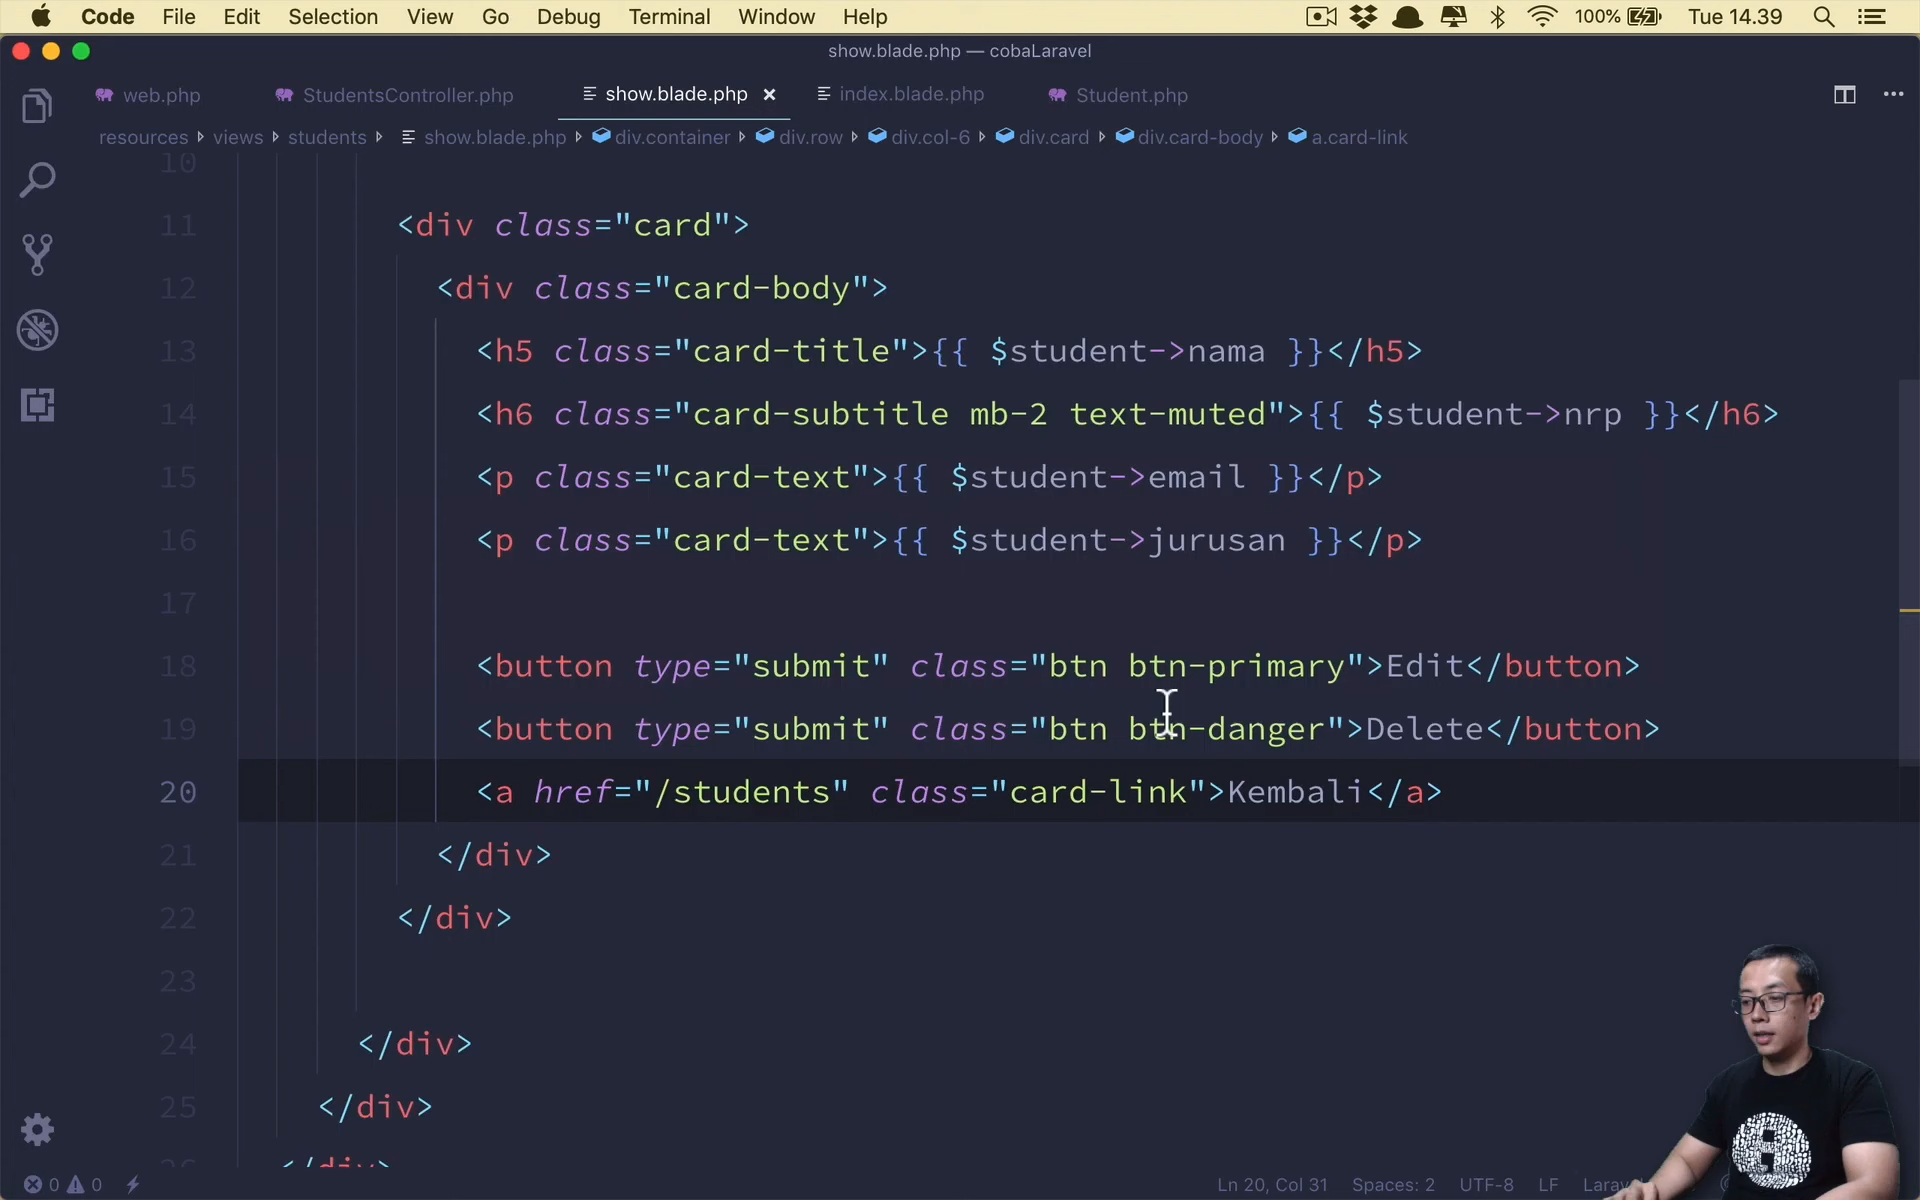 Code File Edit Selection View Go Debug Terminal Window Help 100% Tue 14.39
show.blade.php — cobaLaravel
web.php StudentsController.php show.blade.php index.blade.php Student.php
resources views students show.blade.php div.container div.row div.col-6 div.card div.card-body a.card-link
10
11 <div class="card">
12 <div class="card-body">
13 <h5 class="card-title">{{ $student->nama }}</h5>
14 <h6 class="card-subtitle mb-2 text-muted">{{ $student->nrp }}</h6>
15 <p class="card-text">{{ $student->email }}</p>
16 <p class="card-text">{{ $student->jurusan }}</p>
17
18 <button type="submit" class="btn btn-primary">Edit</button>
19 <button type="submit" class="btn btn-danger">Delete</button>
20 <a href="/students" class="card-link">Kembali</a>
21 </div>
22 </div>
23
24 </div>
25 </div>
26 </div>
0 0 Ln 20, Col 31 Spaces: 2 UTF-8 LF